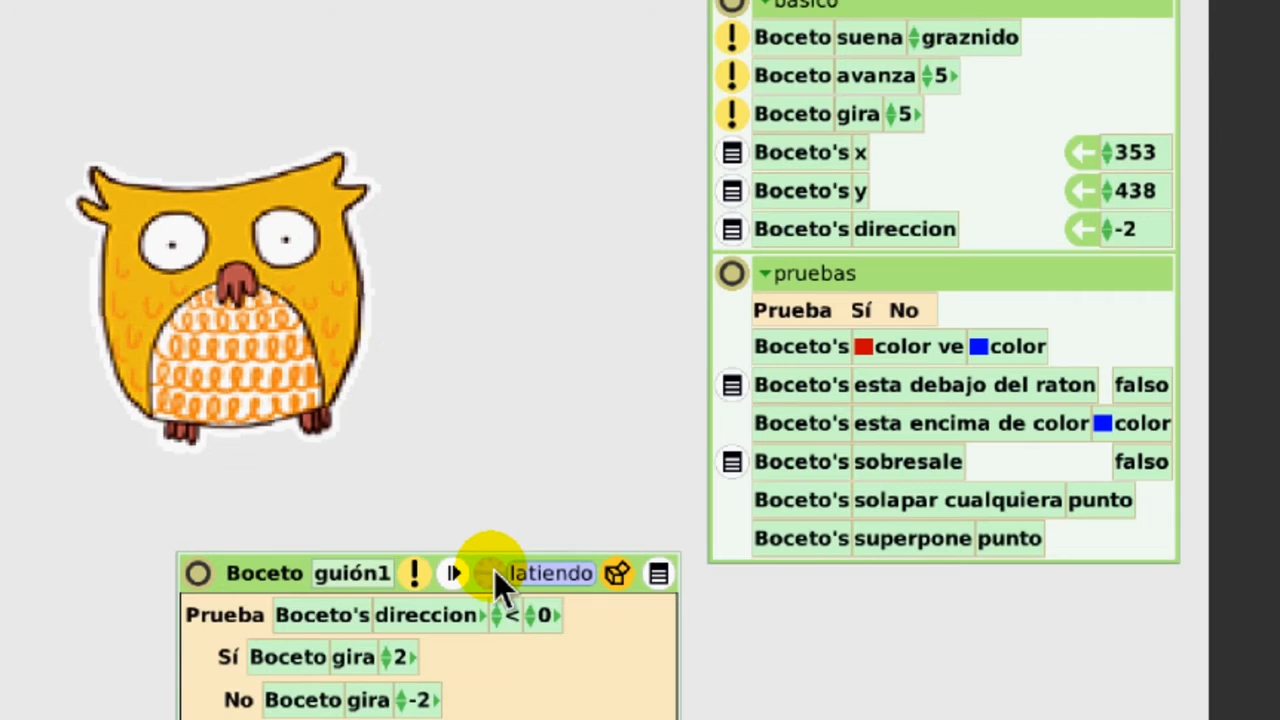 básico
! Boceto suena graznido
! Boceto avanza 5
! Boceto gira 5
Boceto's x 353
Boceto's y 438
Boceto's direccion -2
pruebas
Prueba Sí No
Boceto's color ve color
Boceto's esta debajo del raton falso
Boceto's esta encima de color color
Boceto's sobresale falso
Boceto's solapar cualquiera punto
Boceto's superpone punto
Boceto guión1 ! latiendo
Prueba Boceto's direccion < 0
Sí Boceto gira 2
No Boceto gira -2